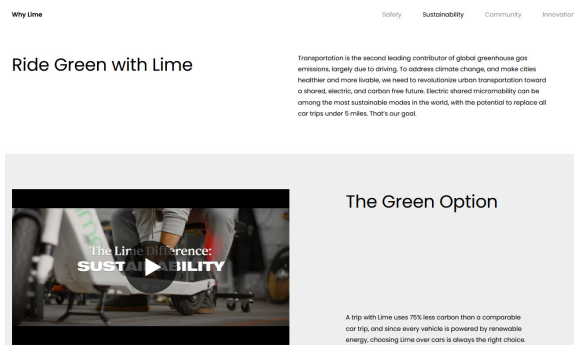 Why Lime
Safety Sustainability Community Innovation
Ride Green with Lime
Transportation is the second leading contributor of global greenhouse gas
emissions, largely due to driving. To address climate change, and make cities
healthier and more livable, we need to revolutionize urban transportation toward
a shared, electric, and carbon free future. Electric shared micromobility can be
among the most sustainable modes in the world, with the potential to replace all
car trips under 5 miles. That's our goal.
The Lime Difference:
SUSTAINABILITY
The Green Option
A trip with Lime uses 75% less carbon than a comparable
car trip, and since every vehicle is powered by renewable
energy, choosing Lime over cars is always the right choice.